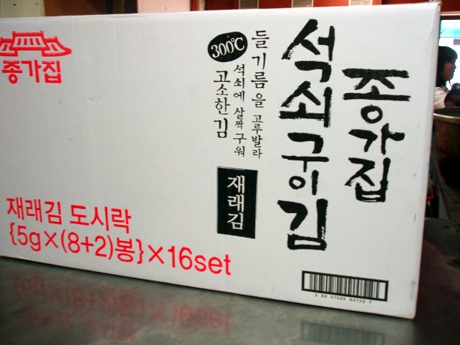 종가집
석쇠구이김
종가집
300℃
들기름을 고루발라
석쇠에 살짝 구워
고소한 김
재래김
재래김 도시락
{5g×(8+2)봉}×16set